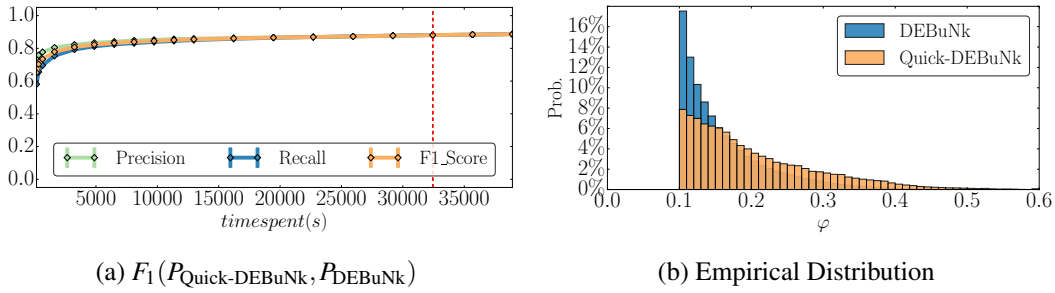 1.0
0.8
0.6
0.4
0.2
0.0
Precision Recall F1_Score
5000 10000 15000 20000 25000 30000 35000
timespent(s)
(a) F1(PQuick-DEBuNk, PDEBuNk)
16%
14%
12%
10%
8%
6%
4%
2%
0%
Prob.
DEBuNk
Quick-DEBuNk
0.0 0.1 0.2 0.3 0.4 0.5 0.6
φ
(b) Empirical Distribution